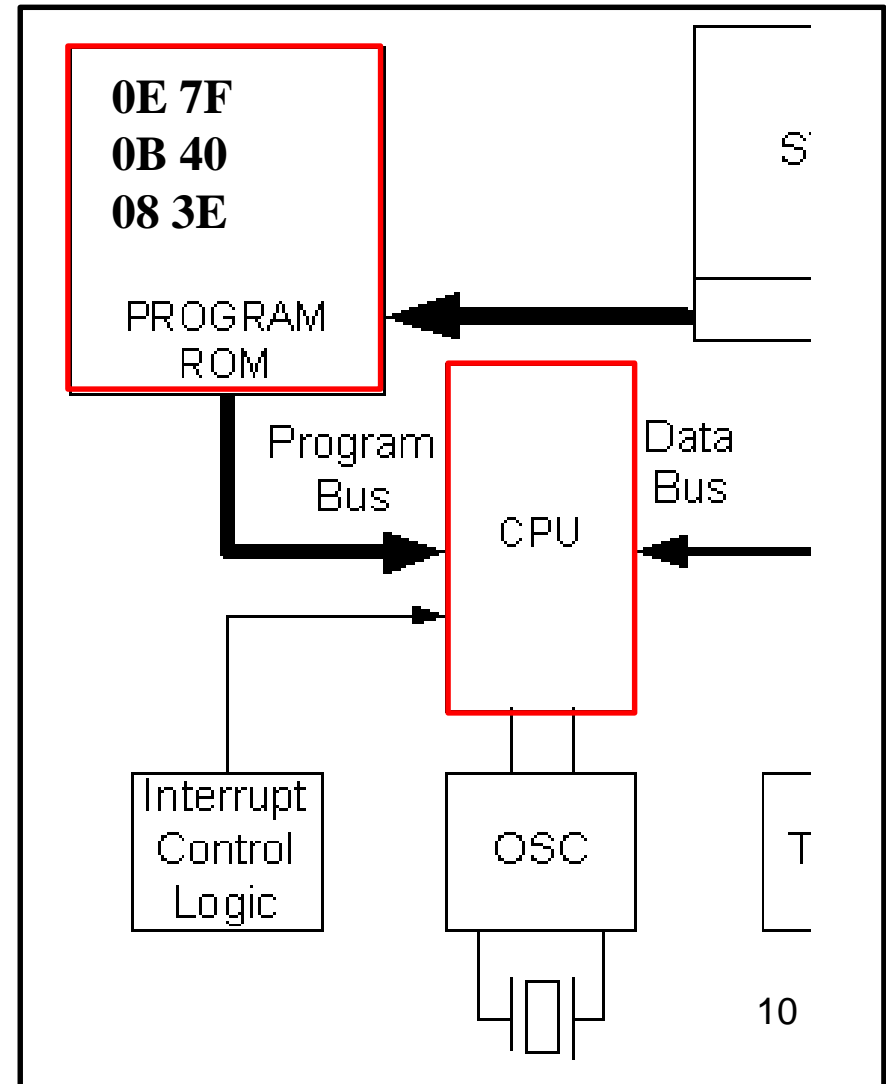 0E 7F
0B 40
08 3E
PROGRAM
ROM
S
Program
Bus
Data
Bus
CPU
Interrupt
Control
Logic
OSC
T
10